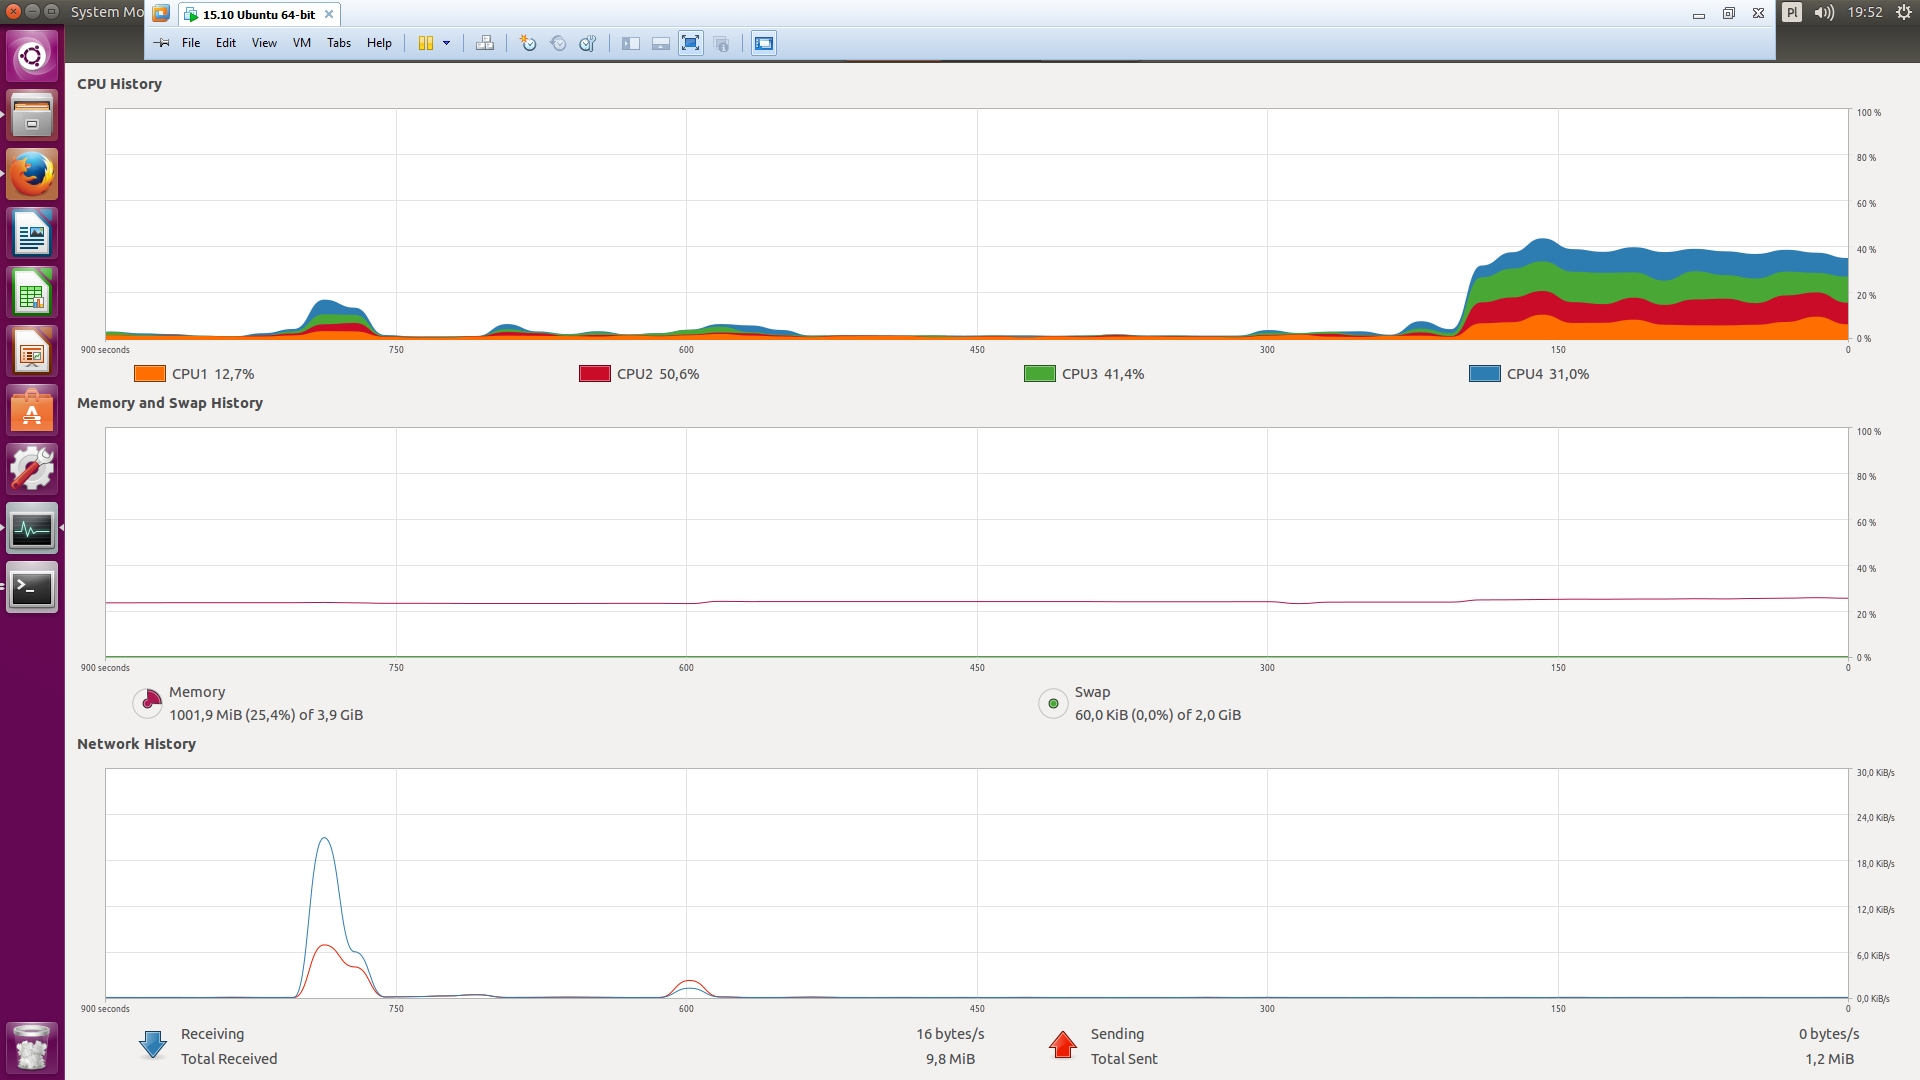 System Mo
15.10 Ubuntu 64-bit
Pl 19:52
File Edit View VM Tabs Help
CPU History
100 %
80 %
60 %
40 %
20 %
0 %
900 seconds 750 600 450 300 150 0
CPU1 12,7% CPU2 50,6% CPU3 41,4% CPU4 31,0%
Memory and Swap History
100 %
80 %
60 %
40 %
20 %
0 %
900 seconds 750 600 450 300 150 0
Memory
1001,9 MiB (25,4%) of 3,9 GiB
Swap
60,0 KiB (0,0%) of 2,0 GiB
Network History
30,0 KiB/s
24,0 KiB/s
18,0 KiB/s
12,0 KiB/s
6,0 KiB/s
0,0 KiB/s
900 seconds 750 600 450 300 150 0
Receiving 16 bytes/s
Total Received 9,8 MiB
Sending 0 bytes/s
Total Sent 1,2 MiB